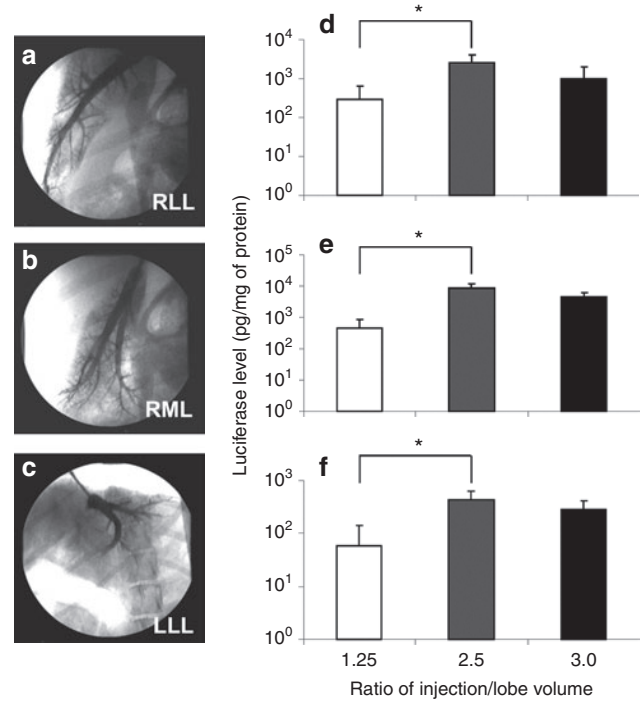 a
RLL
b
RML
c
LLL
Luciferase level (pg/mg of protein)
d
*
10⁴
10³
10²
10¹
10⁰
e
*
10⁵
10⁴
10³
10²
10¹
10⁰
f
*
10³
10²
10¹
10⁰
1.25 2.5 3.0
Ratio of injection/lobe volume